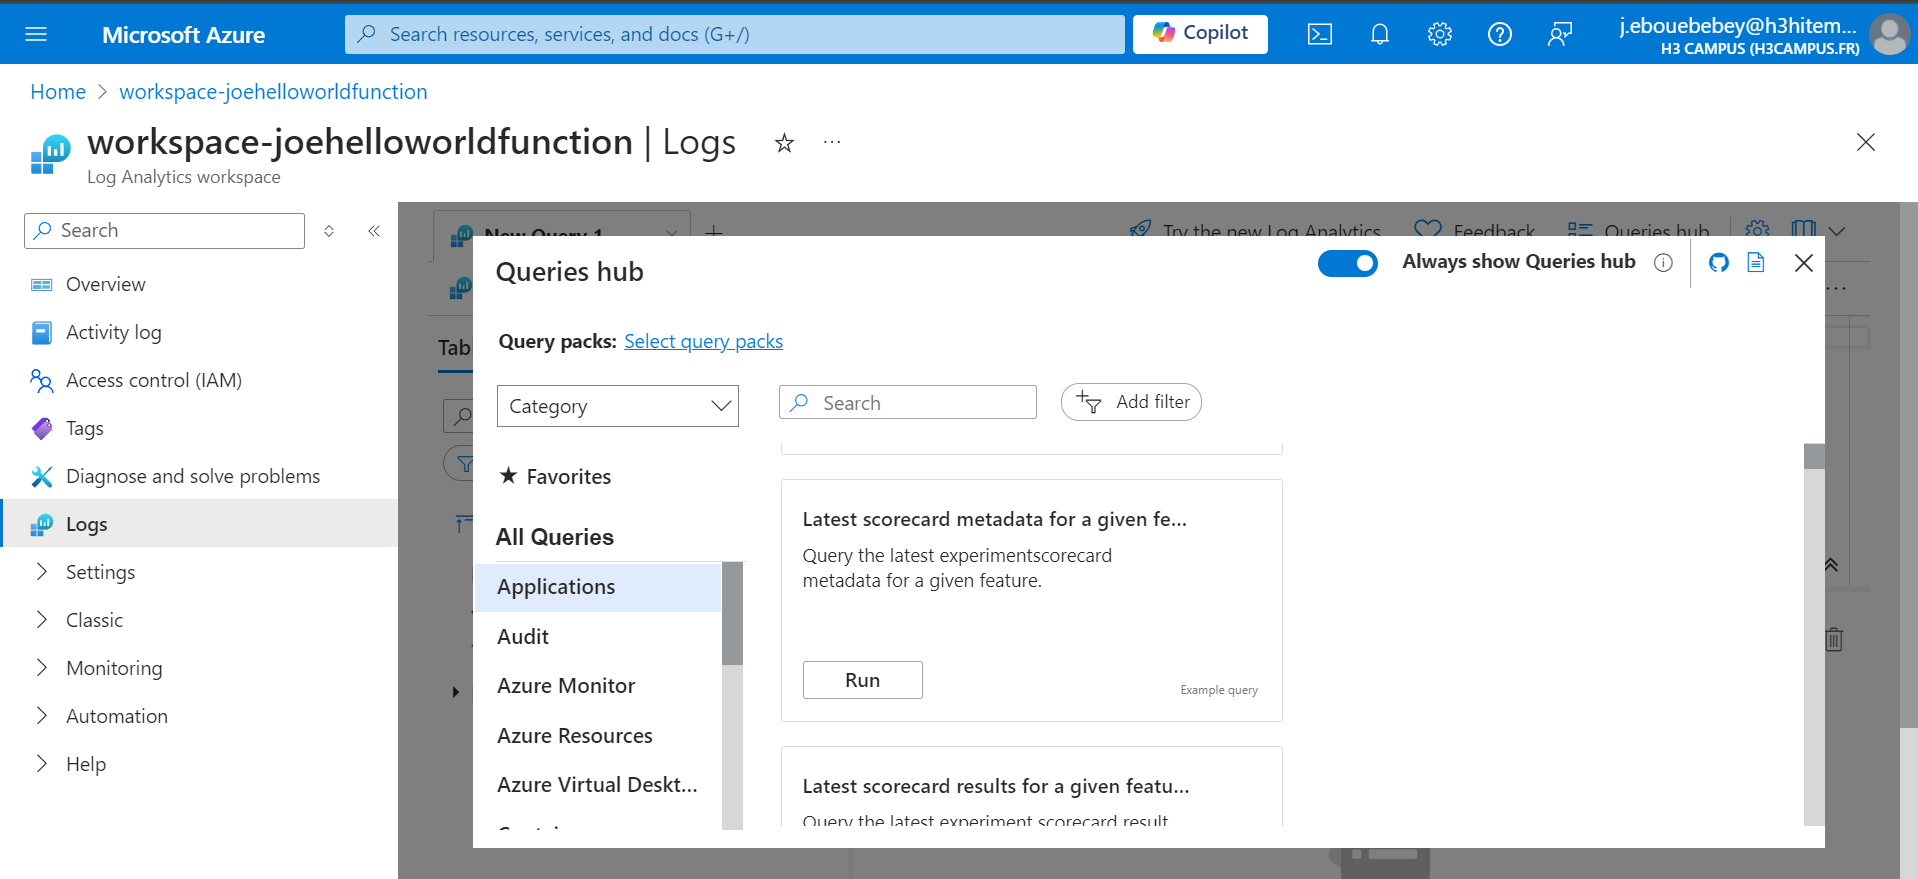 Microsoft Azure
Search resources, services, and docs (G+/)
Copilot
j.ebouebebey@h3hitem...
H3 CAMPUS (H3CAMPUS.FR)
Home > workspace-joehelloworldfunction
workspace-joehelloworldfunction | Logs
Log Analytics workspace
Search
Overview
Activity log
Access control (IAM)
Tags
Diagnose and solve problems
Logs
Settings
Classic
Monitoring
Automation
Help
New Query 1
Try the new Log Analytics
Feedback
Queries hub
Queries hub
Always show Queries hub
Query packs: Select query packs
Category
Search
Add filter
Favorites
All Queries
Applications
Audit
Azure Monitor
Azure Resources
Azure Virtual Deskt...
Latest scorecard metadata for a given fe...
Query the latest experimentscorecard
metadata for a given feature.
Run
Example query
Latest scorecard results for a given featu...
Query the latest experiment scorecard result